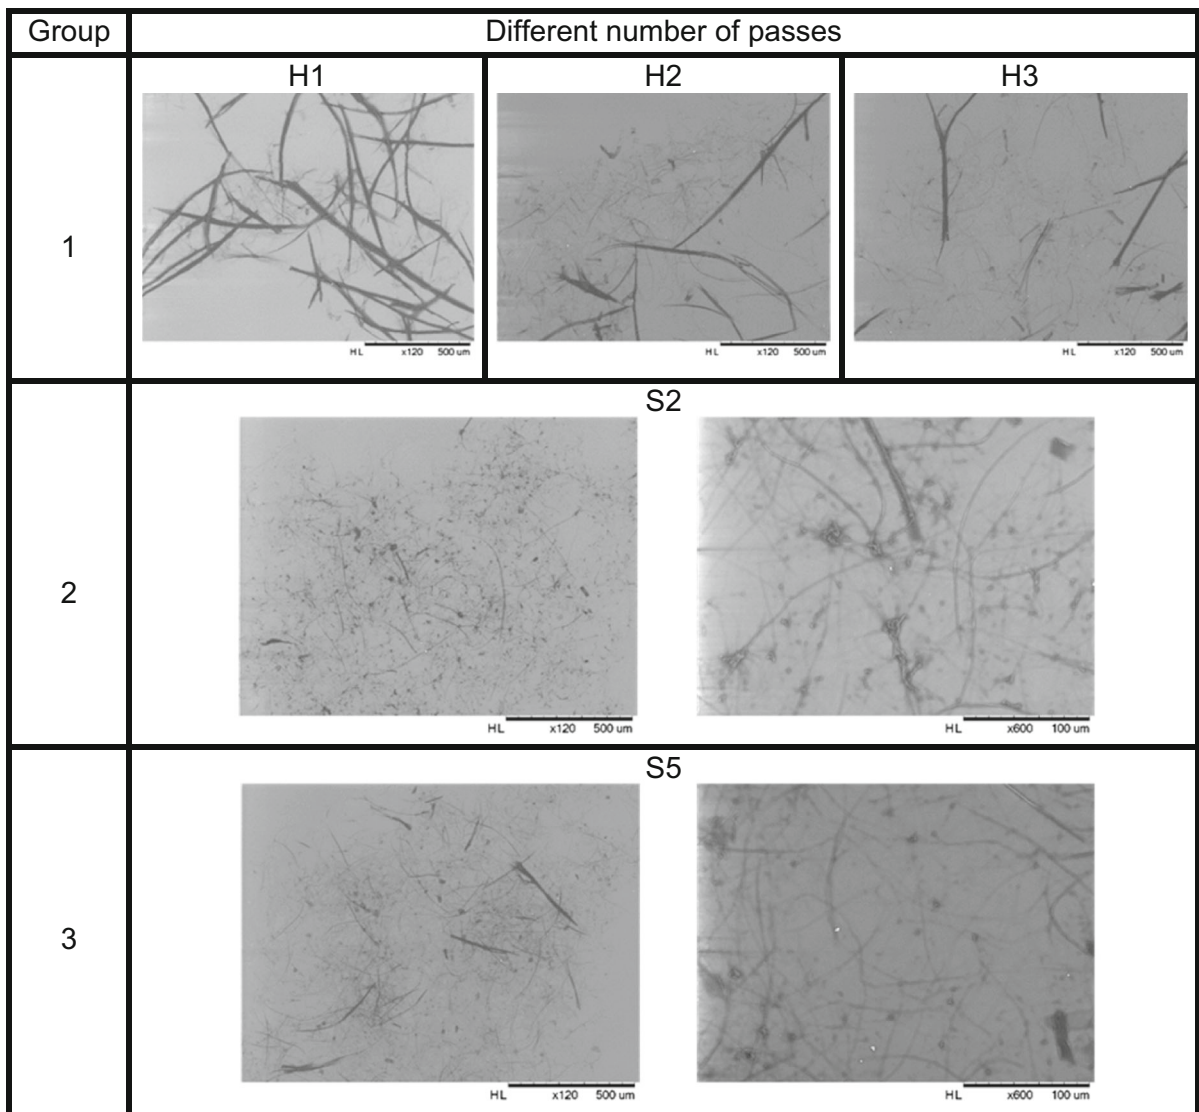 Group Different number of passes
H1 H2 H3
1
HL x120 500 um HL x120 500 um HL x120 500 um
S2
2
HL x120 500 um HL x600 100 um
S5
3
HL x120 500 um HL x600 100 um